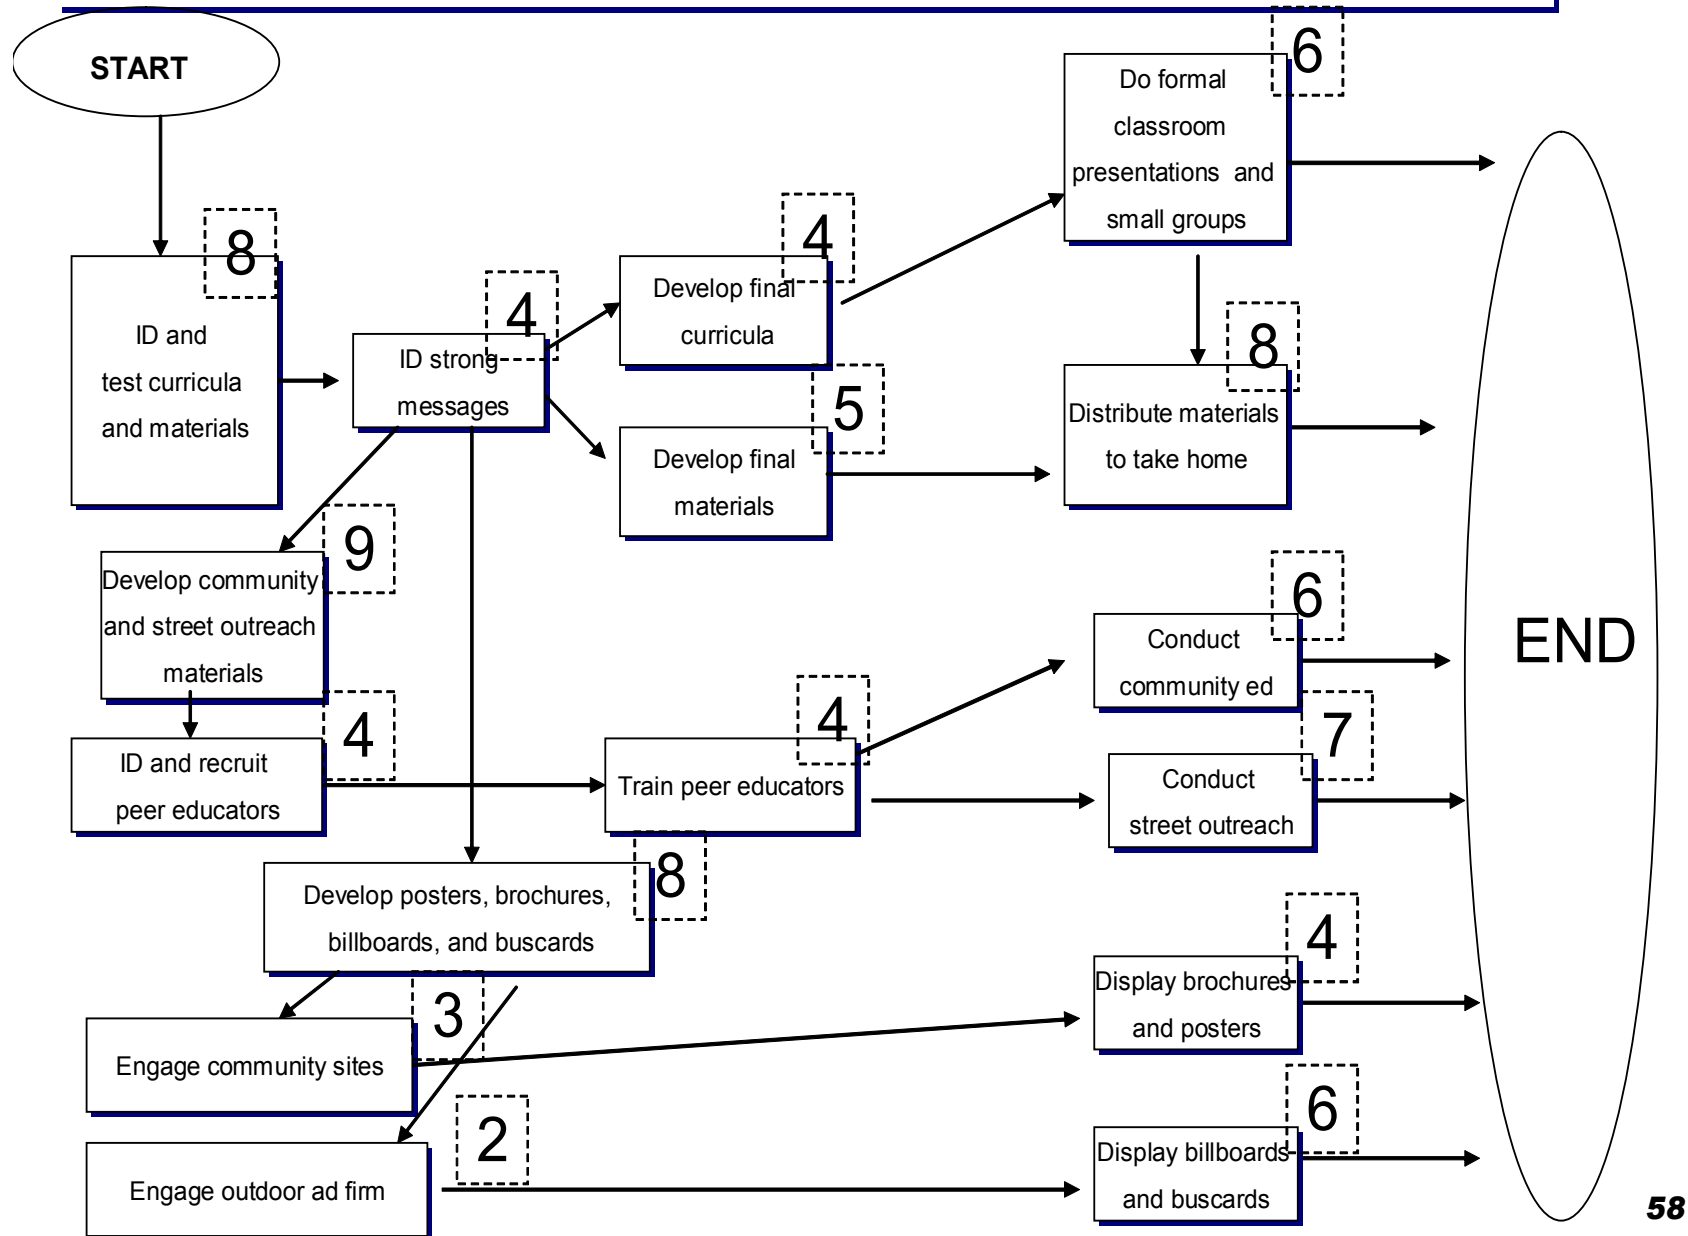 START
6
Do formal
classroom
presentations and
small groups
8
ID and
test curricula
and materials
4
ID strong
messages
4
Develop final
curricula
5
Develop final
materials
8
Distribute materials
to take home
9
Develop community
and street outreach
materials
4
ID and recruit
peer educators
4
Train peer educators
6
Conduct
community ed
7
Conduct
street outreach
END
8
Develop posters, brochures,
billboards, and buscards
3
Engage community sites
4
Display brochures
and posters
2
Engage outdoor ad firm
6
Display billboards
and buscards
58